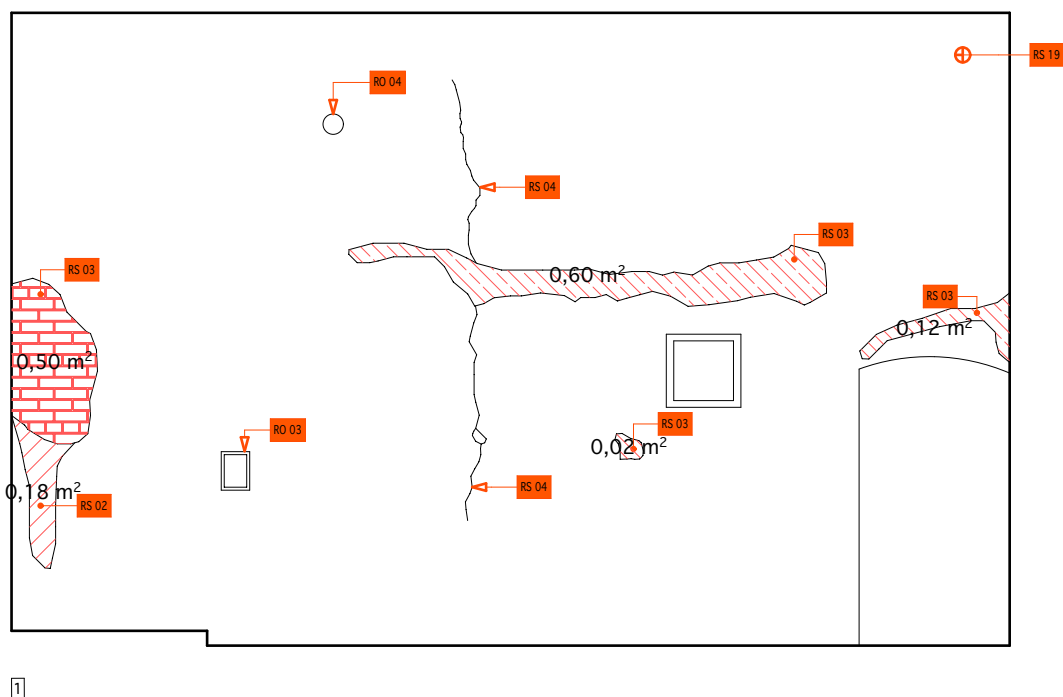 RS 19
RO 04
RS 04
RS 03
RS 03
0,60 m²
RS 03
0,12 m²
0,50 m²
RS 03
RO 03
0,02 m²
RS 04
0,18 m²
RS 02
1